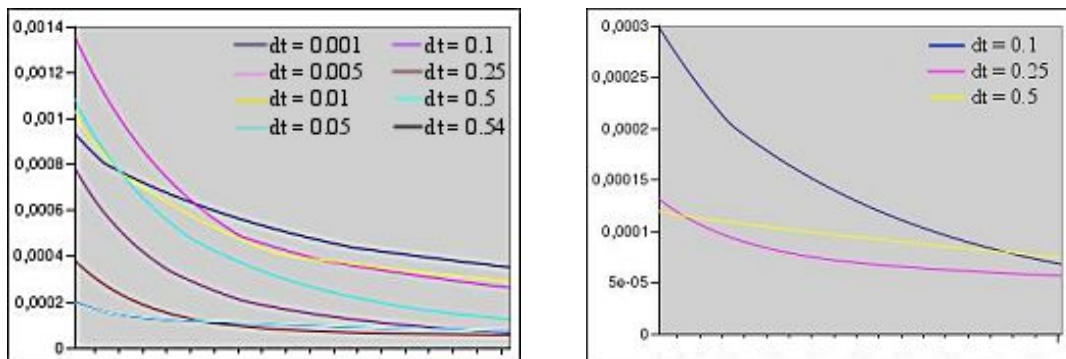 0,0014
0,0012
0,001
0,0008
0,0006
0,0004
0,0002
0
dt = 0.001
dt = 0.005
dt = 0.01
dt = 0.05
dt = 0.1
dt = 0.25
dt = 0.5
dt = 0.54
0,0003
0,00025
0,0002
0,00015
0,0001
5e-05
0
dt = 0.1
dt = 0.25
dt = 0.5